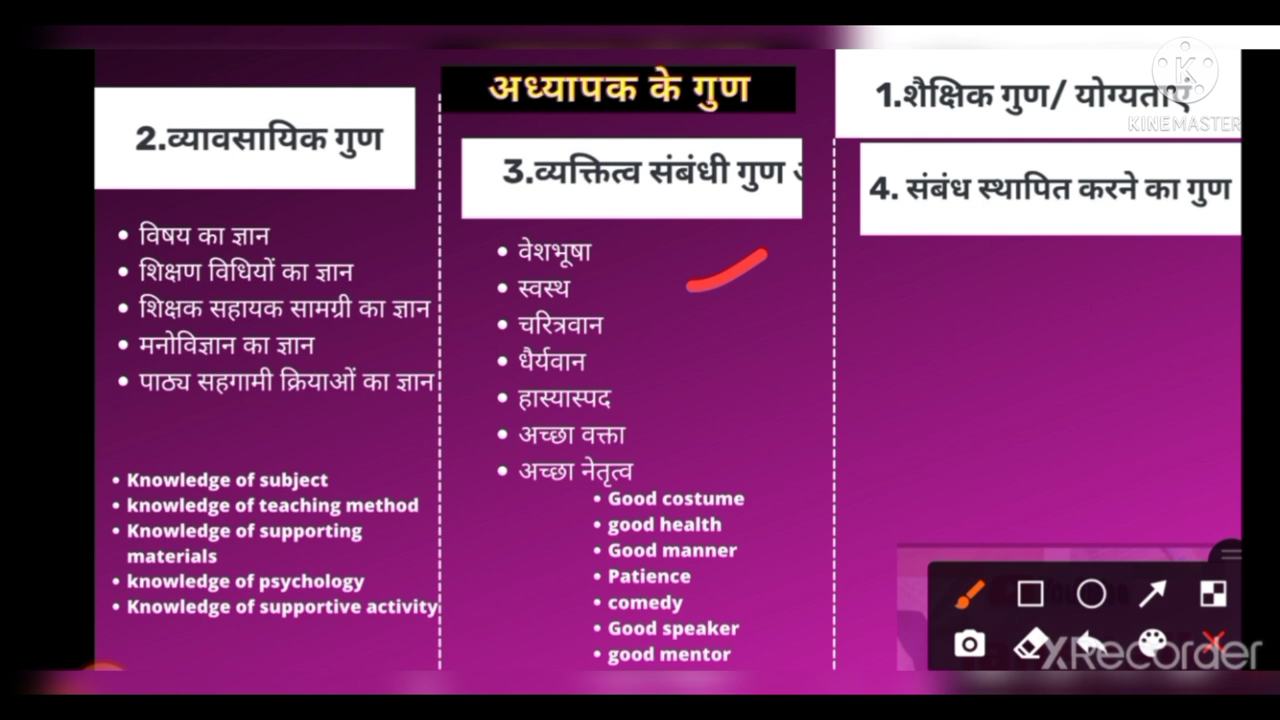 अध्यापक के गुण
1.शैक्षिक गुण/ योग्यताएं
KINEMASTER
2.व्यावसायिक गुण
• विषय का ज्ञान
• शिक्षण विधियों का ज्ञान
• शिक्षक सहायक सामग्री का ज्ञान
• मनोविज्ञान का ज्ञान
• पाठ्य सहगामी क्रियाओं का ज्ञान
• Knowledge of subject
• knowledge of teaching method
• Knowledge of supporting
materials
• knowledge of psychology
• Knowledge of supportive activity
3.व्यक्तित्व संबंधी गुण
• वेशभूषा
• स्वस्थ
• चरित्रवान
• धैर्यवान
• हास्यास्पद
• अच्छा वक्ता
• अच्छा नेतृत्व
• Good costume
• good health
• Good manner
• Patience
• comedy
• Good speaker
• good mentor
4. संबंध स्थापित करने का गुण
XRecorder